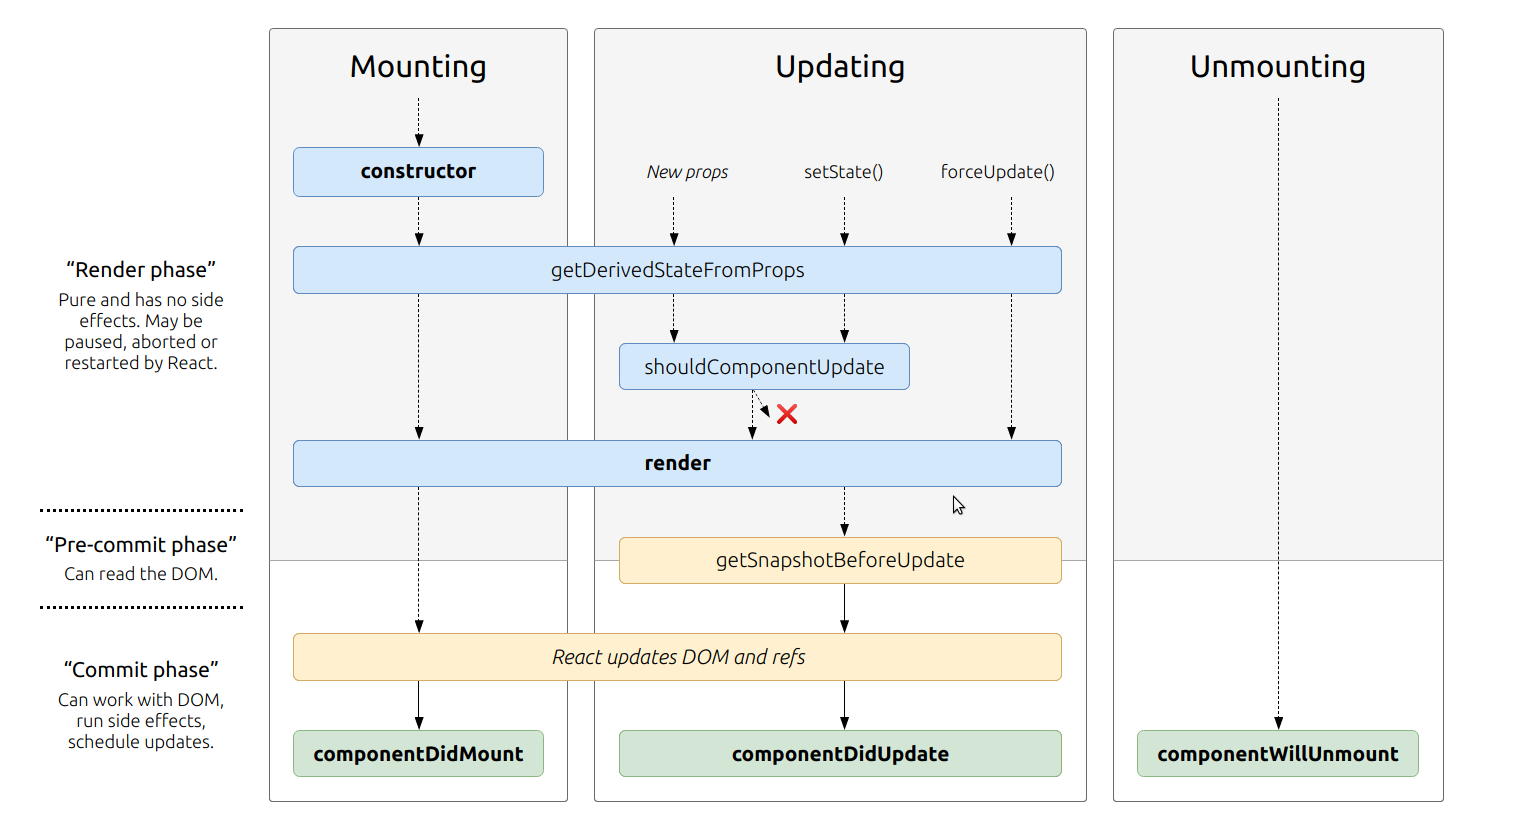 Mounting
Updating
Unmounting
constructor
New props
setState()
forceUpdate()
“Render phase”
Pure and has no side
effects. May be
paused, aborted or
restarted by React.
getDerivedStateFromProps
shouldComponentUpdate
render
“Pre-commit phase”
Can read the DOM.
getSnapshotBeforeUpdate
“Commit phase”
Can work with DOM,
run side effects,
schedule updates.
React updates DOM and refs
componentDidMount
componentDidUpdate
componentWillUnmount